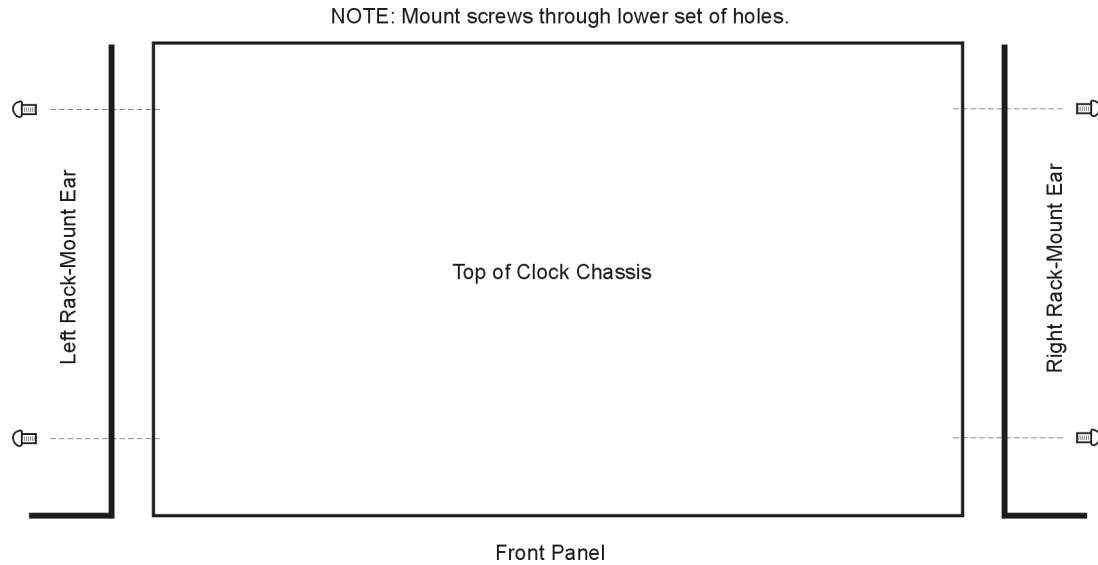 NOTE: Mount screws through lower set of holes.
Left Rack-Mount Ear
Top of Clock Chassis
Right Rack-Mount Ear
Front Panel